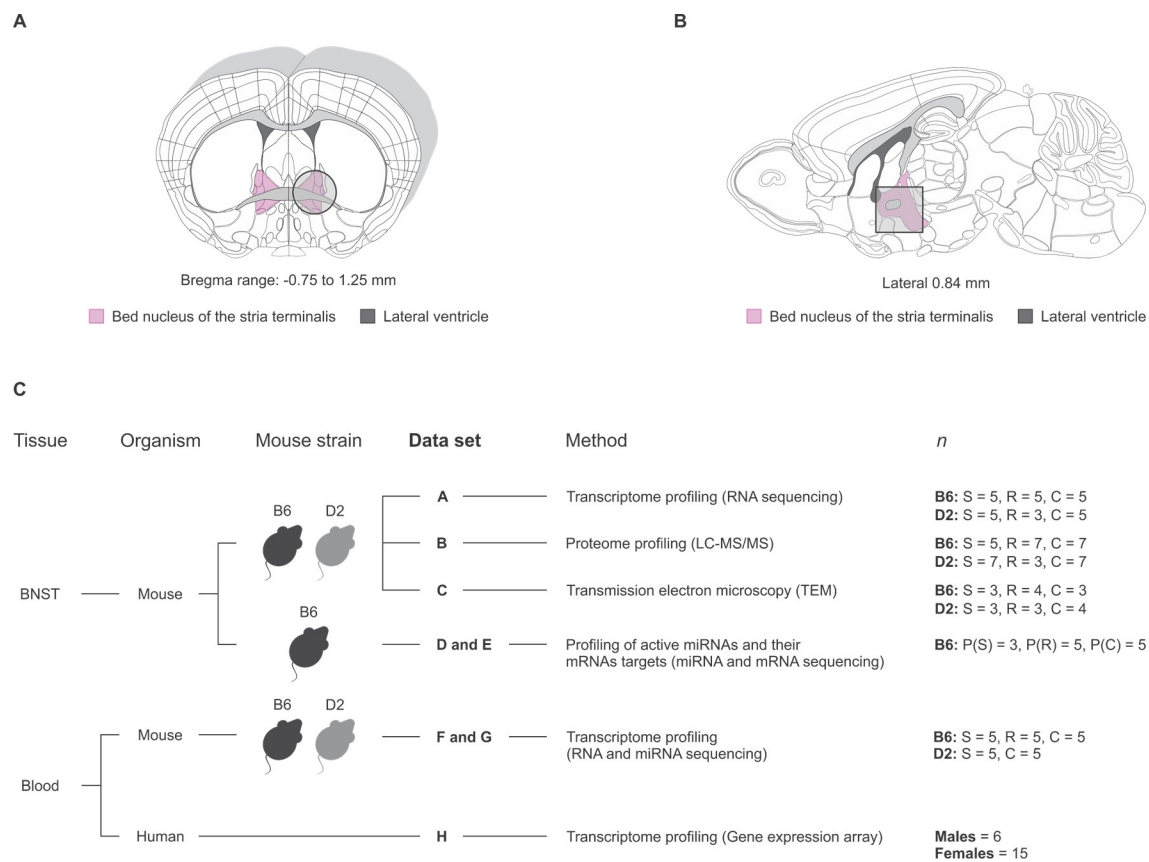 A
B
Bregma range: -0.75 to 1.25 mm
Lateral 0.84 mm
Bed nucleus of the stria terminalis
Lateral ventricle
Bed nucleus of the stria terminalis
Lateral ventricle
C
Tissue
Organism
Mouse strain
Data set
Method
n
B6
D2
A
Transcriptome profiling (RNA sequencing)
B6: S = 5, R = 5, C = 5
D2: S = 5, R = 3, C = 5
B
Proteome profiling (LC-MS/MS)
B6: S = 5, R = 7, C = 7
D2: S = 7, R = 3, C = 7
BNST
Mouse
C
Transmission electron microscopy (TEM)
B6: S = 3, R = 4, C = 3
D2: S = 3, R = 3, C = 4
B6
D and E
Profiling of active miRNAs and their
mRNAs targets (miRNA and mRNA sequencing)
B6: P(S) = 3, P(R) = 5, P(C) = 5
B6
D2
Mouse
F and G
Transcriptome profiling
(RNA and miRNA sequencing)
B6: S = 5, R = 5, C = 5
D2: S = 5, C = 5
Blood
Human
H
Transcriptome profiling (Gene expression array)
Males = 6
Females = 15